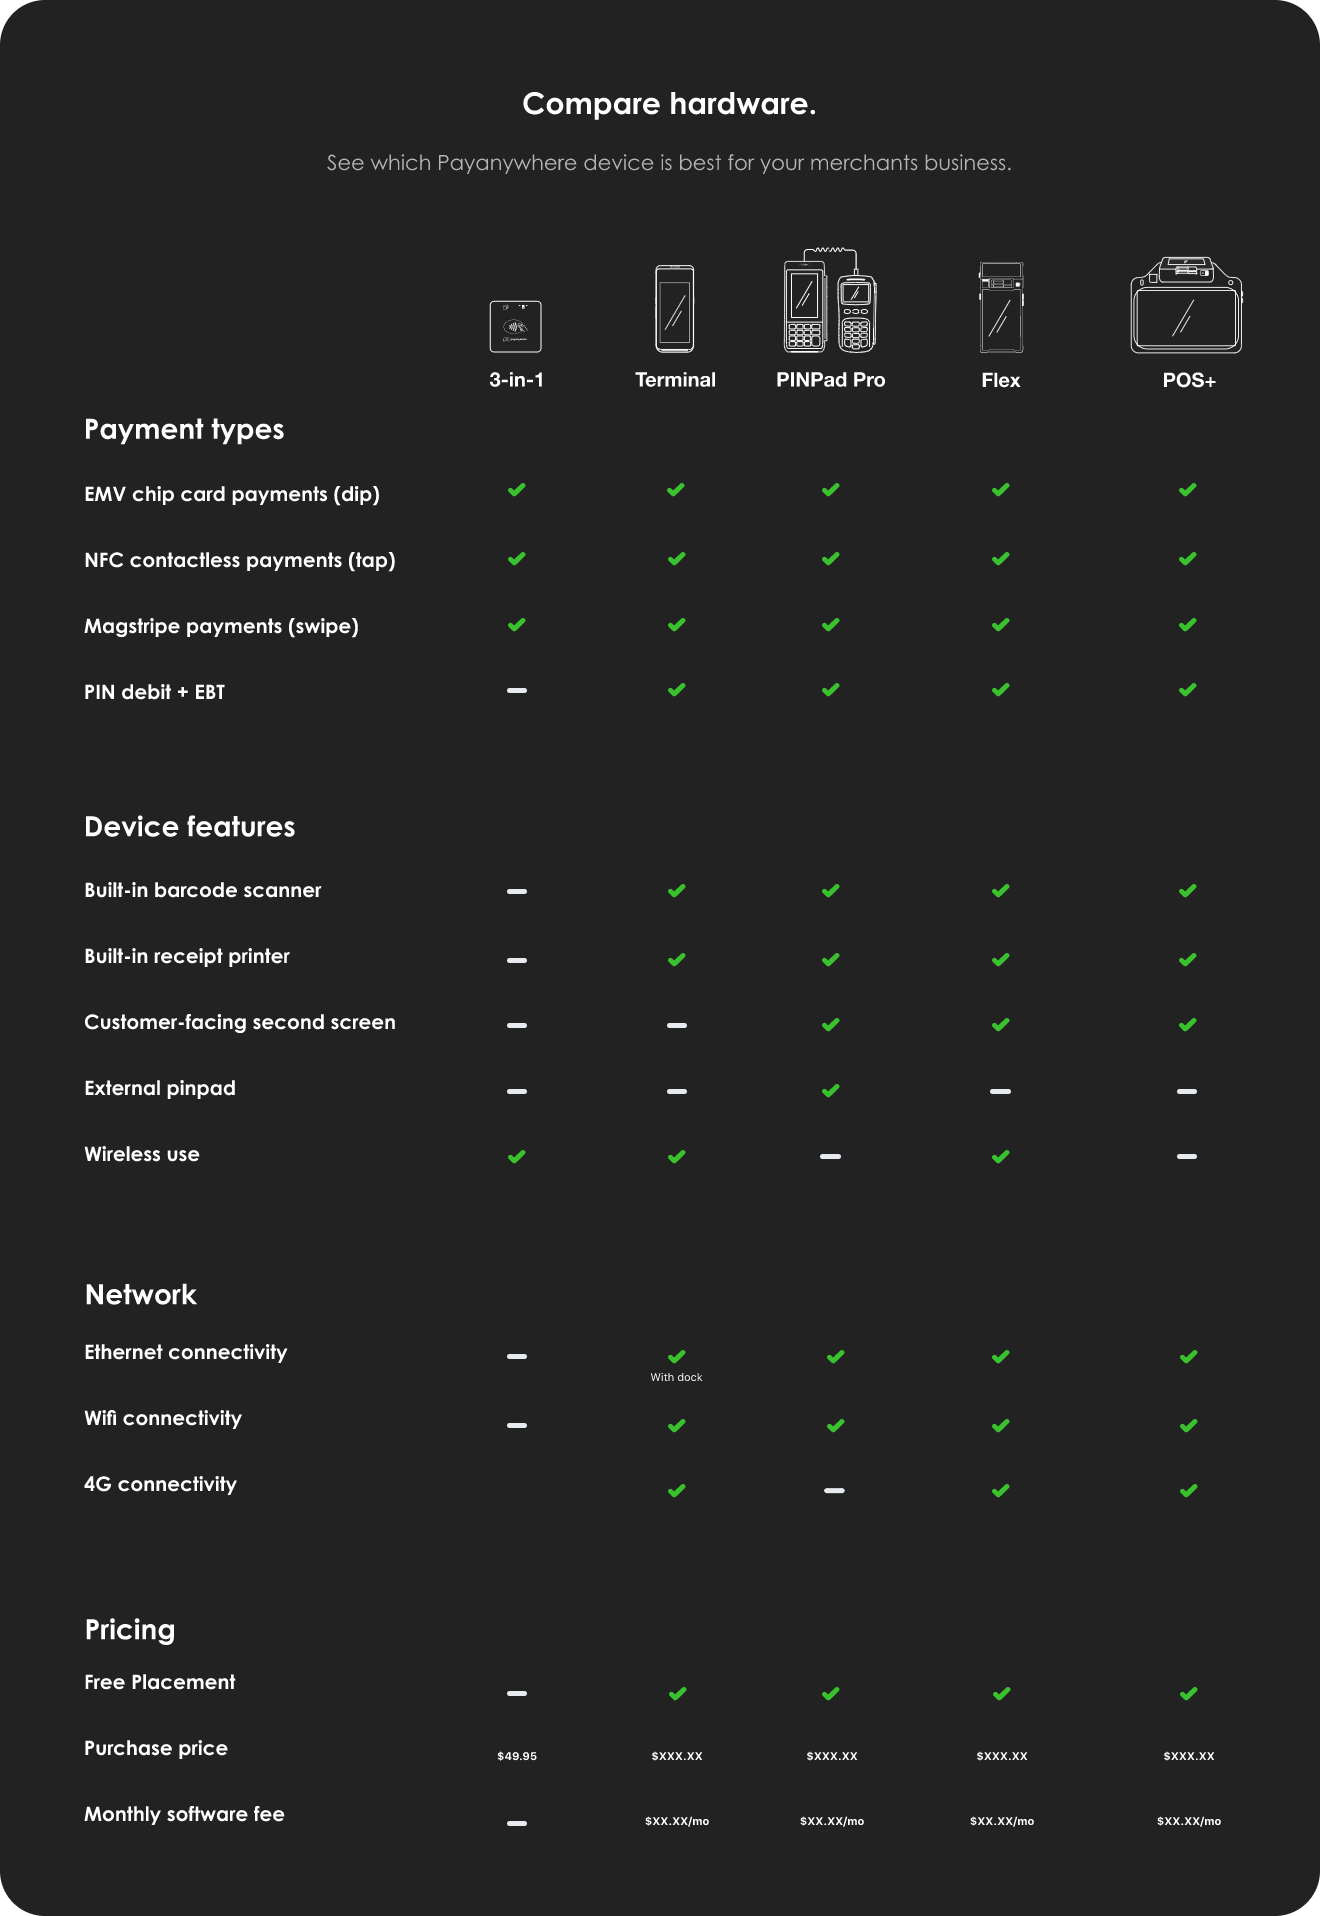 Compare hardware.
See which Payanywhere device is best for your merchants business.
3-in-1 Terminal PINPad Pro Flex POS+
Payment types
EMV chip card payments (dip)
NFC contactless payments (tap)
Magstripe payments (swipe)
PIN debit + EBT
Device features
Built-in barcode scanner
Built-in receipt printer
Customer-facing second screen
External pinpad
Wireless use
Network
Ethernet connectivity
With dock
Wifi connectivity
4G connectivity
Pricing
Free Placement
Purchase price $49.95 $XXX.XX $XXX.XX $XXX.XX $XXX.XX
Monthly software fee $XX.XX/mo $XX.XX/mo $XX.XX/mo $XX.XX/mo